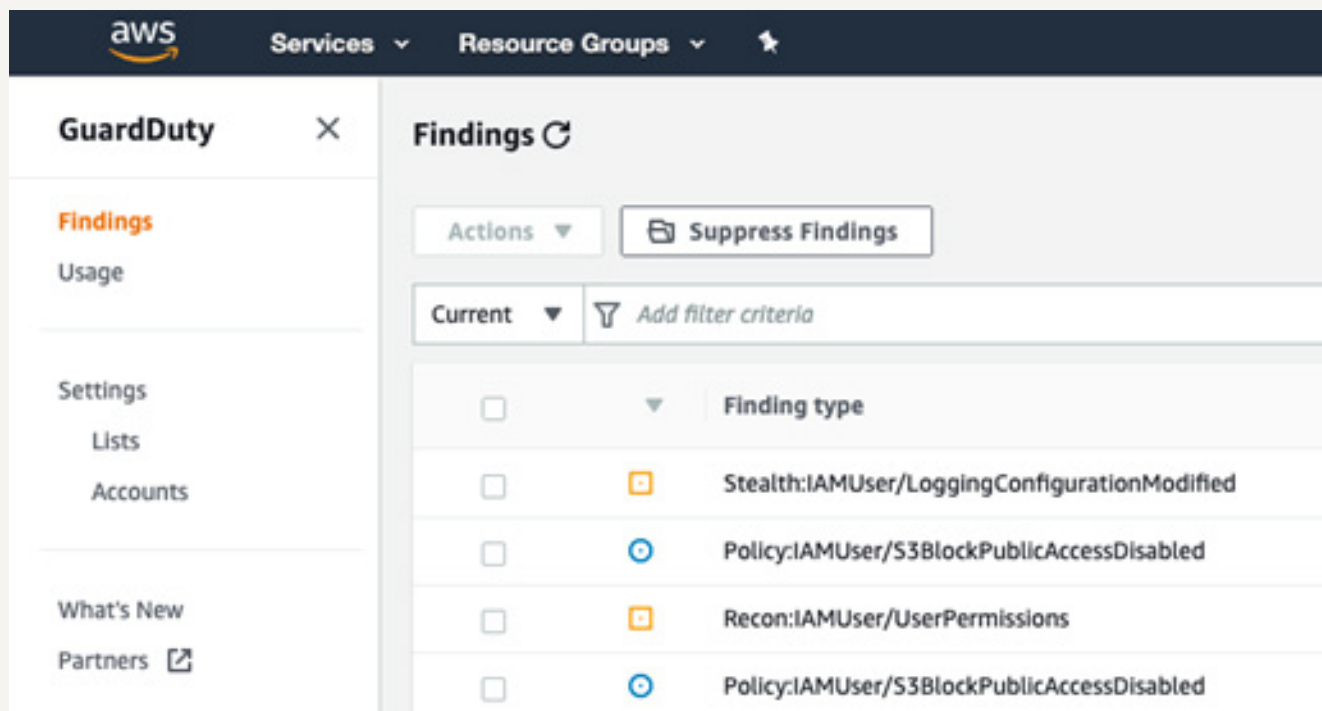 aws Services Resource Groups
GuardDuty
Findings
Usage
Settings
Lists
Accounts
What's New
Partners
Findings
Actions
Suppress Findings
Current Add filter criteria
Finding type
Stealth:IAMUser/LoggingConfigurationModified
Policy:IAMUser/S3BlockPublicAccessDisabled
Recon:IAMUser/UserPermissions
Policy:IAMUser/S3BlockPublicAccessDisabled